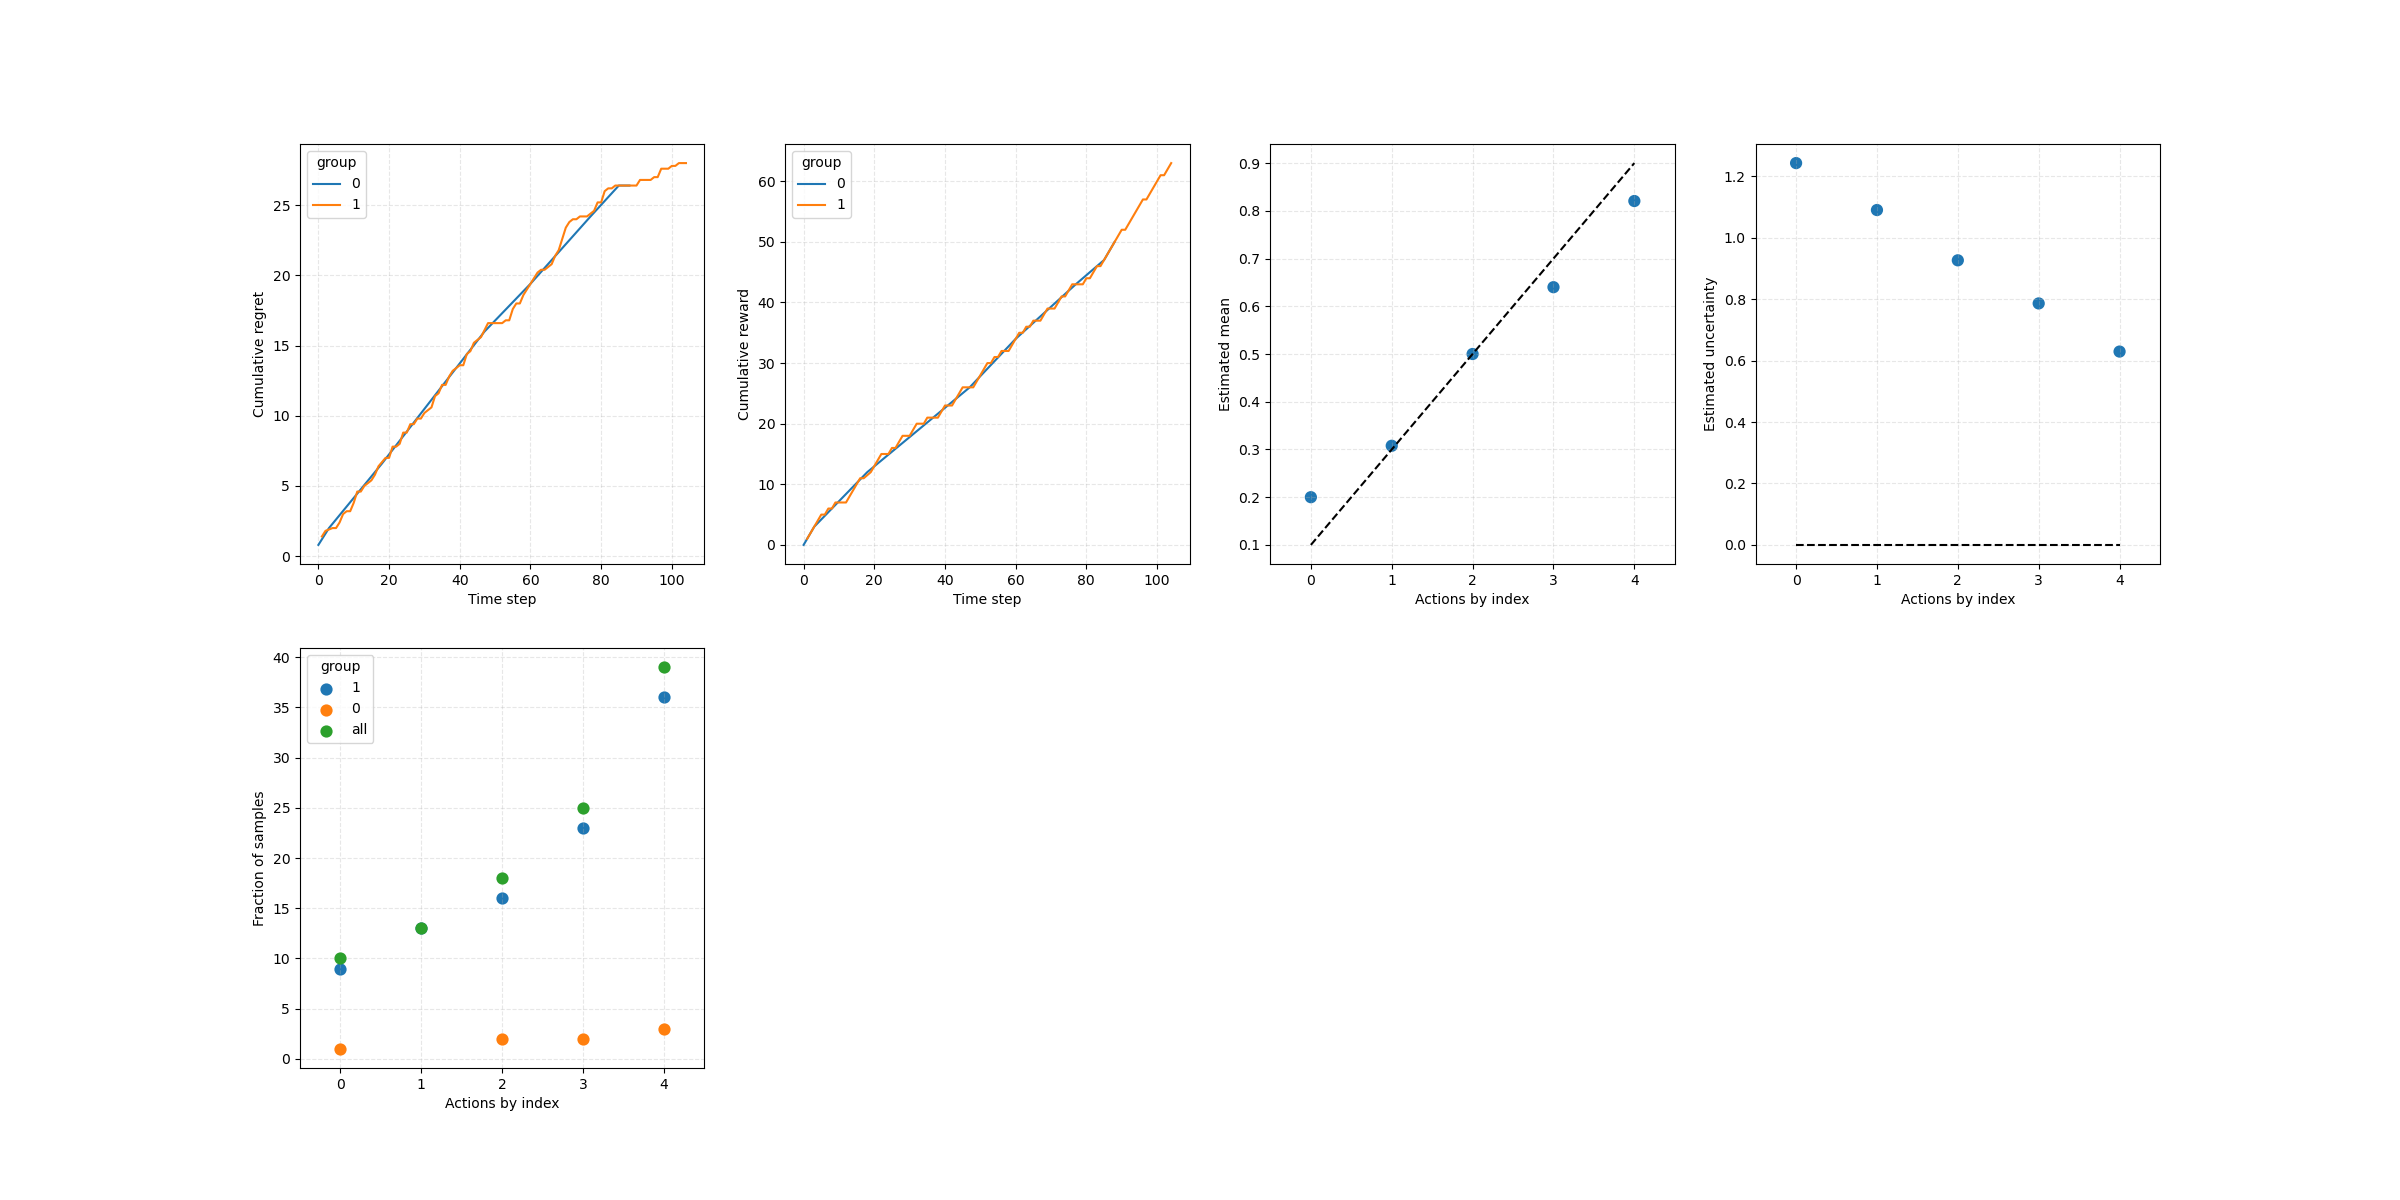 group
0
1
25
20
15
10
5
0
Cumulative regret
0 20 40 60 80 100
Time step
group
0
1
60
50
40
30
20
10
0
Cumulative reward
0 20 40 60 80 100
Time step
0.9
0.8
0.7
0.6
0.5
0.4
0.3
0.2
0.1
Estimated mean
0 1 2 3 4
Actions by index
1.2
1.0
0.8
0.6
0.4
0.2
0.0
Estimated uncertainty
0 1 2 3 4
Actions by index
group
1
0
all
40
35
30
25
20
15
10
5
0
Fraction of samples
0 1 2 3 4
Actions by index